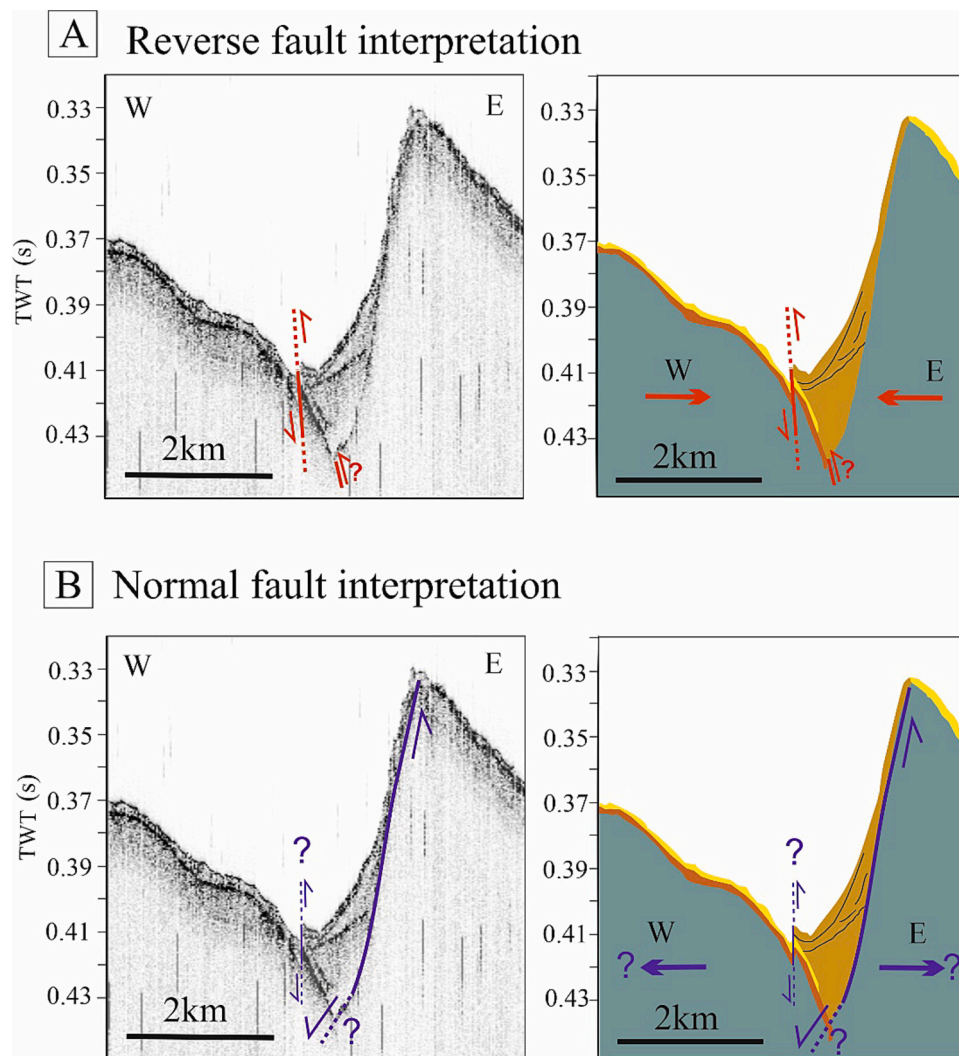 A Reverse fault interpretation
W E
0.33
0.35
0.37
0.39
0.41
0.43
TWT (s)
2km
?
0.33
0.35
0.37
0.39
0.41
0.43
W E
2km
?
B Normal fault interpretation
W E
0.33
0.35
0.37
0.39
0.41
0.43
TWT (s)
?
2km
?
0.33
0.35
0.37
0.39
0.41
0.43
?
W E
? ?
2km
?